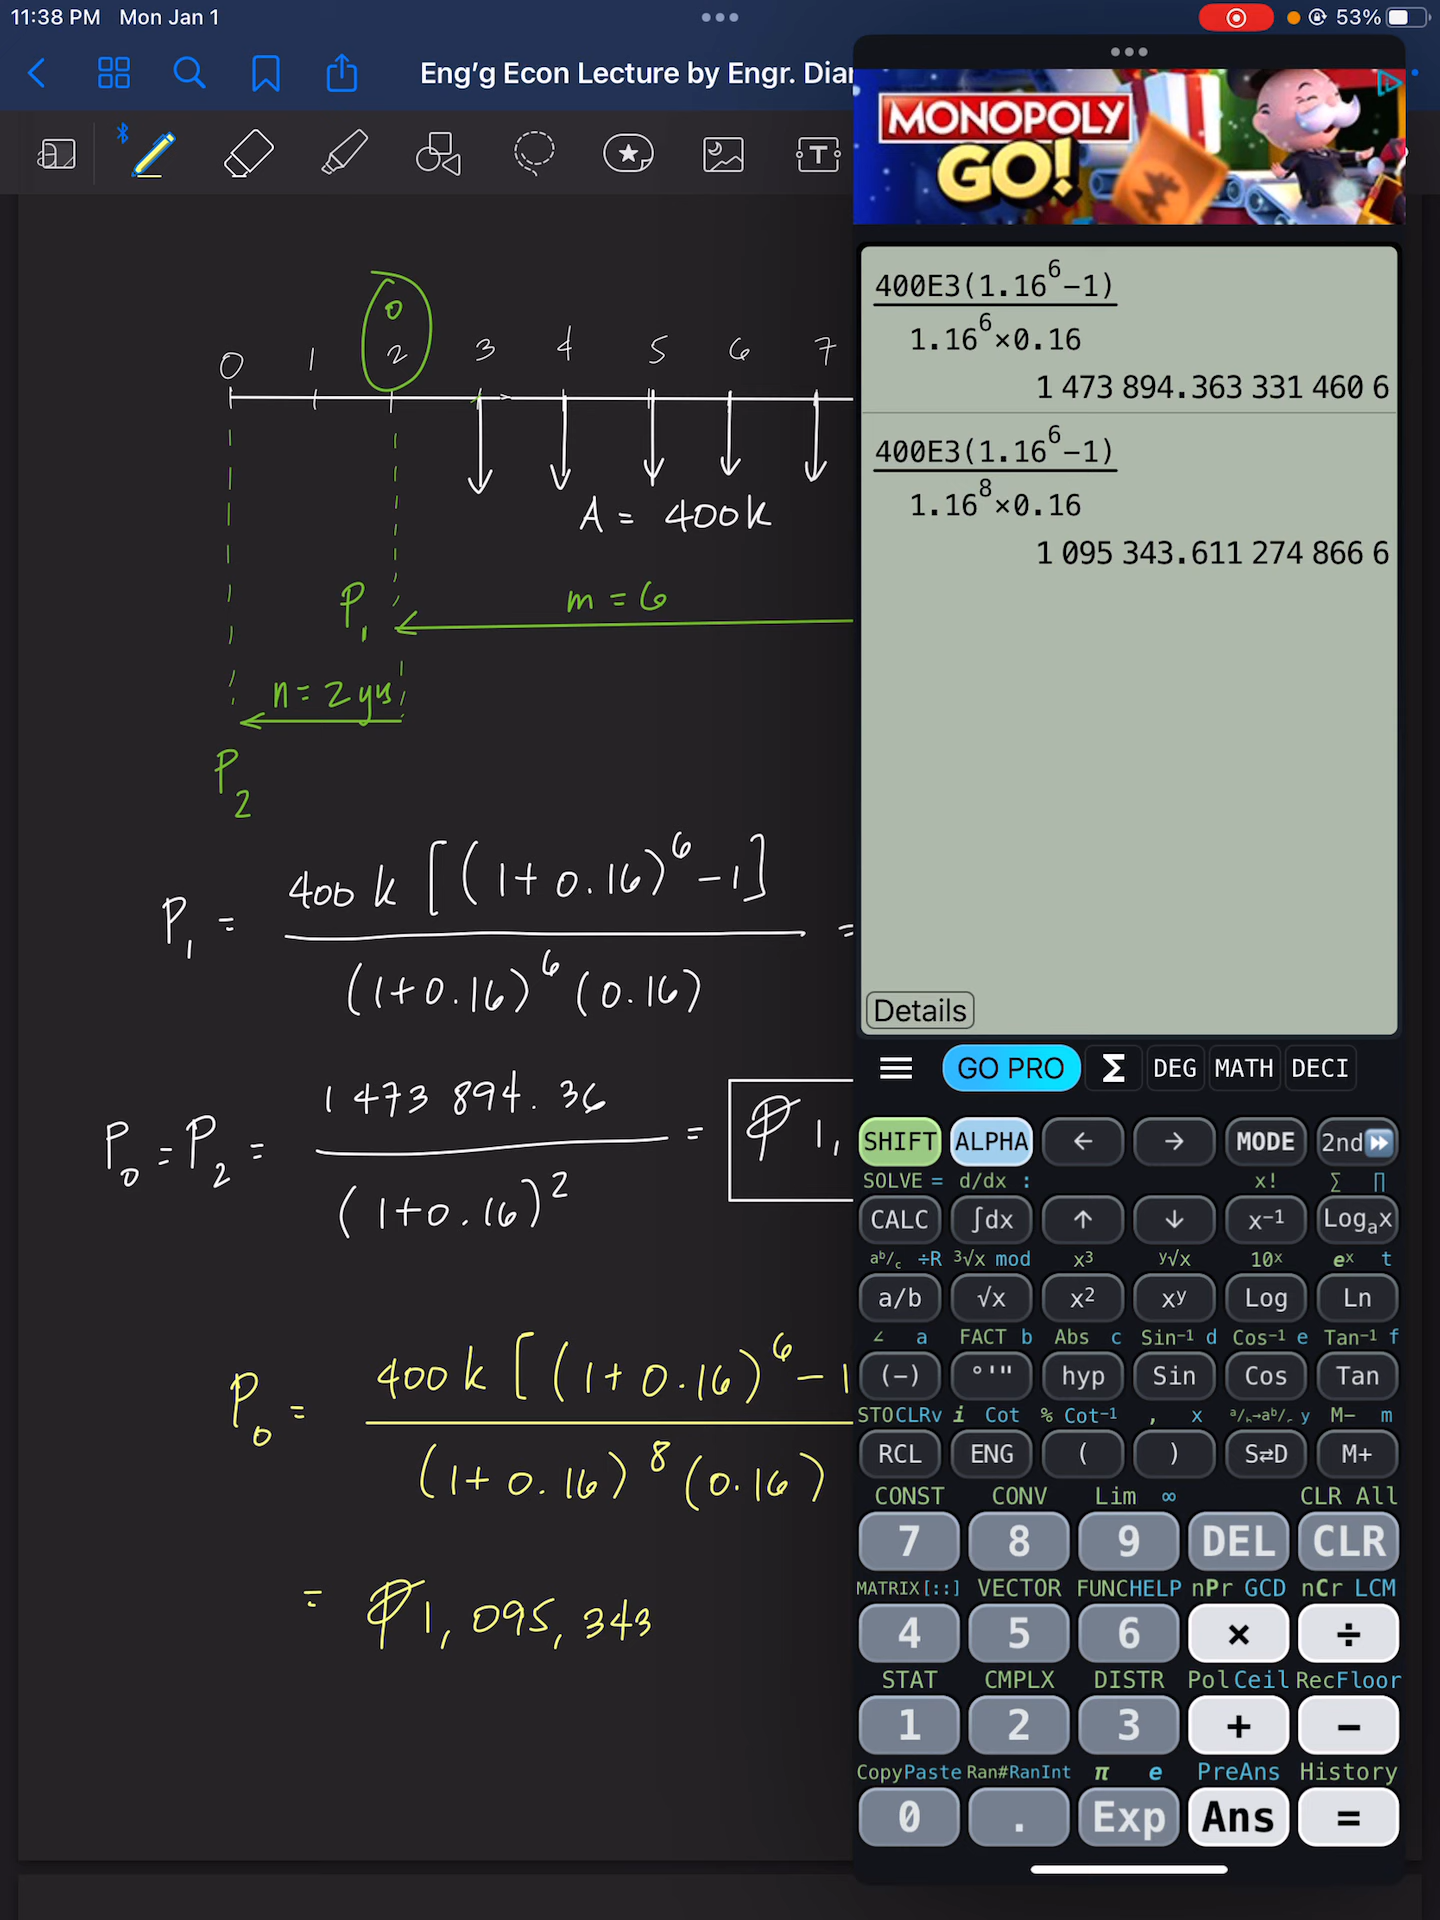 11:38 PM Mon Jan 1
53%
Eng'g Econ Lecture by Engr. Diar
MONOPOLY
GO!
T
0
0 1 2 3 4 5 6 7
A = 400k
P1
m = 6
n = 2 yrs
P2
P1 = 400k [(1+0.16)^6 - 1] =
(1+0.16)^6 (0.16)
P0 = P2 = 1 473 894.36 = ₱1,
(1+0.16)^2
P0 = 400k [(1+0.16)^6 - 1
(1+0.16)^8 (0.16)
= ₱1,095,343
400E3(1.16^6-1)
1.16^6×0.16
1 473 894.363 331 460 6
400E3(1.16^6-1)
1.16^8×0.16
1 095 343.611 274 866 6
Details
GO PRO Σ DEG MATH DECI
SHIFT ALPHA ← → MODE 2nd
SOLVE = d/dx : x! ∑ ∏
CALC ∫dx ↑ ↓ x⁻¹ Logax
ab/c ÷R ³√x mod x³ y√x 10ˣ eˣ t
a/b √x x² xʸ Log Ln
∠ a FACT b Abs c Sin⁻¹ d Cos⁻¹ e Tan⁻¹ f
(−) °'" hyp Sin Cos Tan
STO CLRv i Cot % Cot⁻¹ , x a/b→ab/c y M− m
RCL ENG ( ) S⇄D M+
CONST CONV Lim ∞ CLR All
7 8 9 DEL CLR
MATRIX [::] VECTOR FUNC HELP nPr GCD nCr LCM
4 5 6 × ÷
STAT CMPLX DISTR Pol Ceil Rec Floor
1 2 3 + −
Copy Paste Ran# RanInt π e PreAns History
0 . Exp Ans =